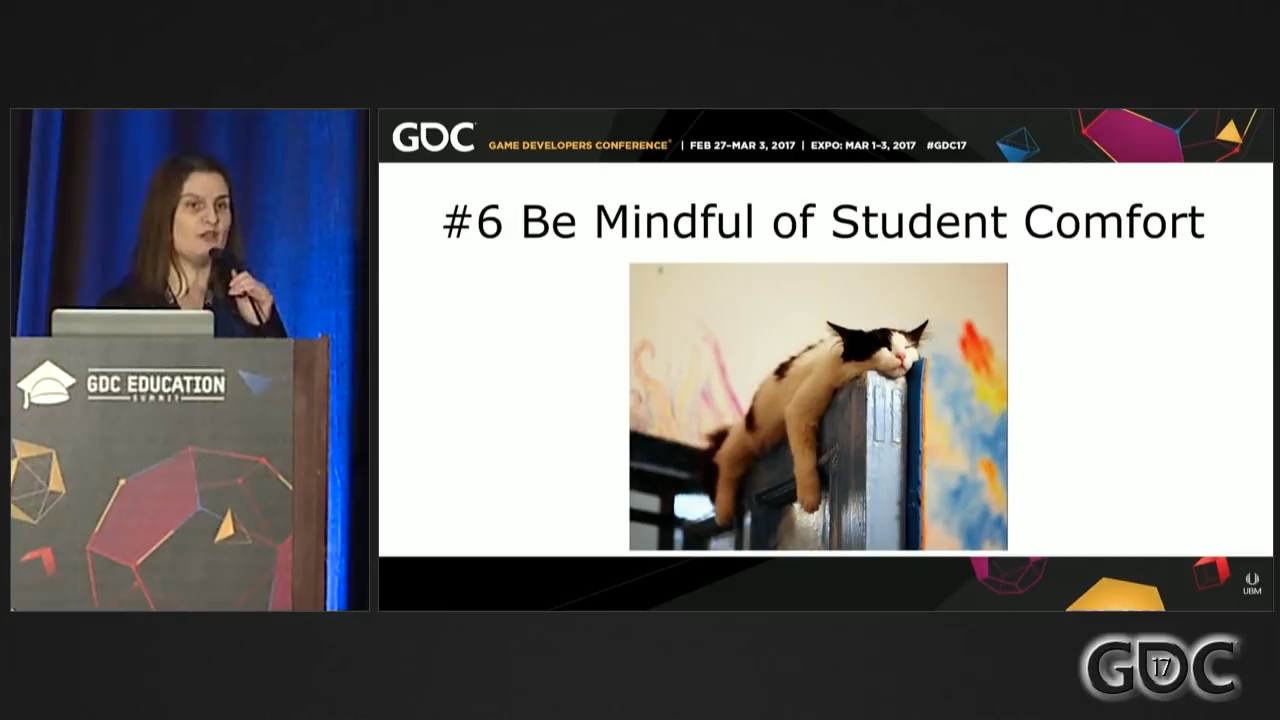 GDC GAME DEVELOPERS CONFERENCE® | FEB 27–MAR 3, 2017 | EXPO: MAR 1–3, 2017 #GDC17
#6 Be Mindful of Student Comfort
GDC EDUCATION
SUMMIT
UBM
GDC 17